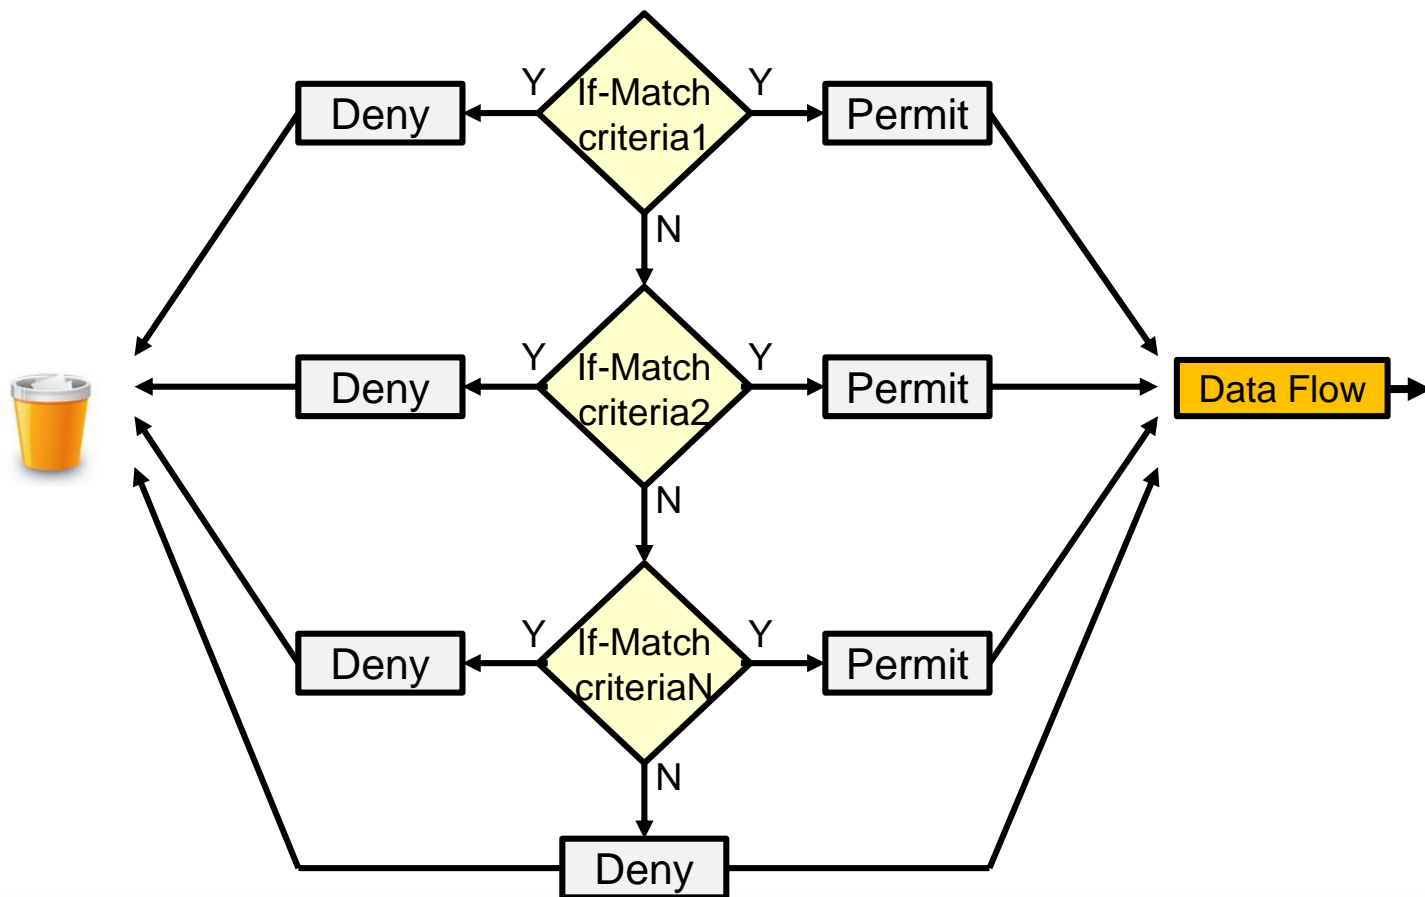 Y
Y
Deny
If-Match
criteria1
Permit
N
Y
Y
Deny
If-Match
criteria2
Permit
Data Flow
N
Y
Y
Deny
If-Match
criteriaN
Permit
N
Deny